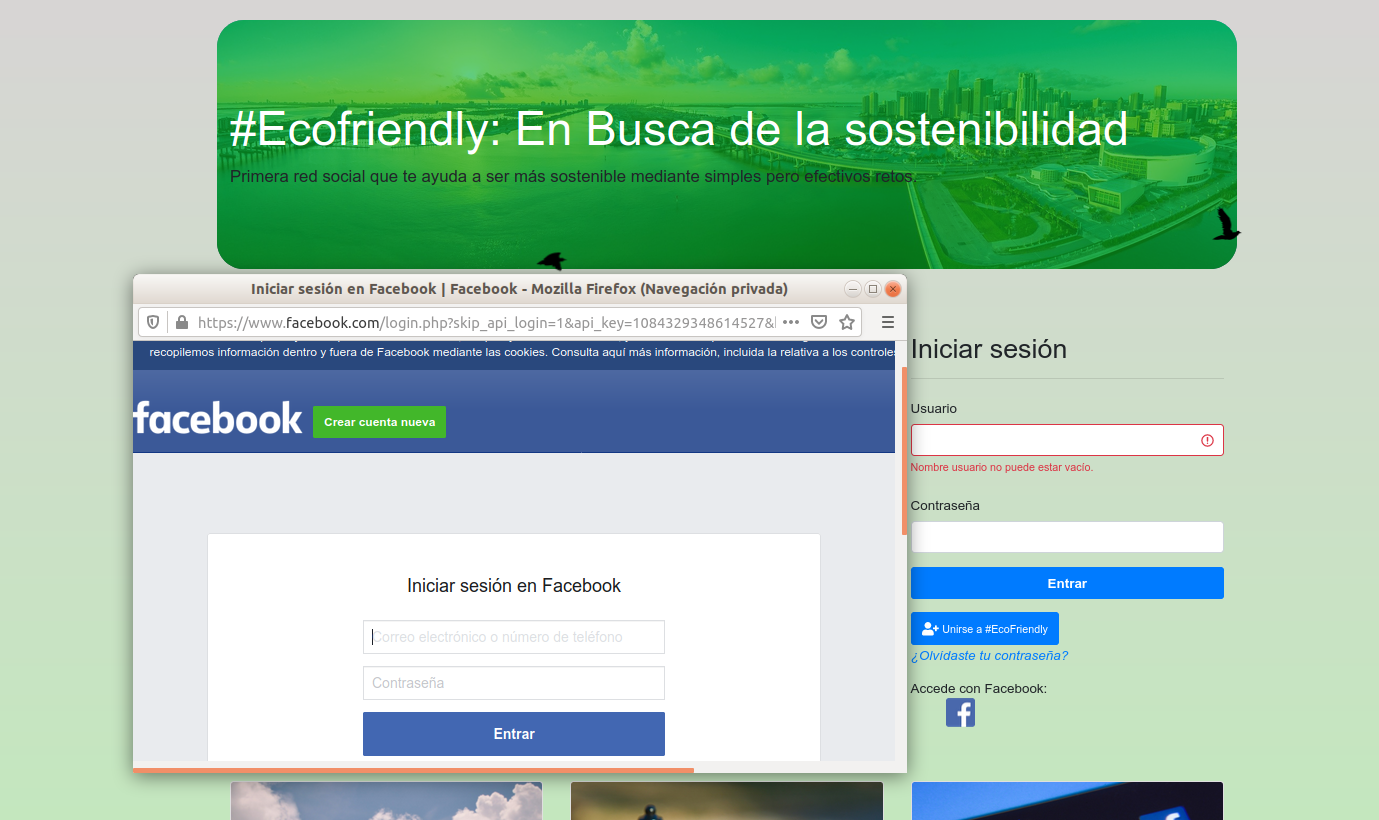 #Ecofriendly: En Busca de la sostenibilidad
Primera red social que te ayuda a ser más sostenible mediante simples pero efectivos retos.
Iniciar sesión en Facebook | Facebook - Mozilla Firefox (Navegación privada)
https://www.facebook.com/login.php?skip_api_login=1&api_key=1084329348614527&
recopilemos información dentro y fuera de Facebook mediante las cookies. Consulta aquí más información, incluida la relativa a los controles
facebook
Crear cuenta nueva
Iniciar sesión en Facebook
Correo electrónico o número de teléfono
Contraseña
Entrar
Iniciar sesión
Usuario
Nombre usuario no puede estar vacío.
Contraseña
Entrar
Unirse a #EcoFriendly
¿Olvidaste tu contraseña?
Accede con Facebook: